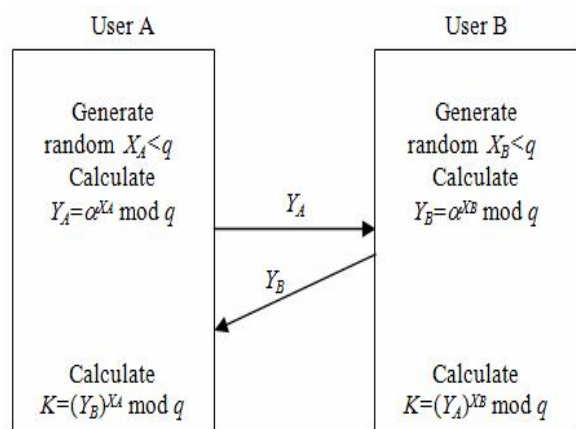 User A
Generate
random X_A<q
Calculate
Y_A=α^{XA} mod q
Calculate
K=(Y_B)^{XA} mod q
Y_A
Y_B
User B
Generate
random X_B<q
Calculate
Y_B=α^{XB} mod q
Calculate
K=(Y_A)^{XB} mod q